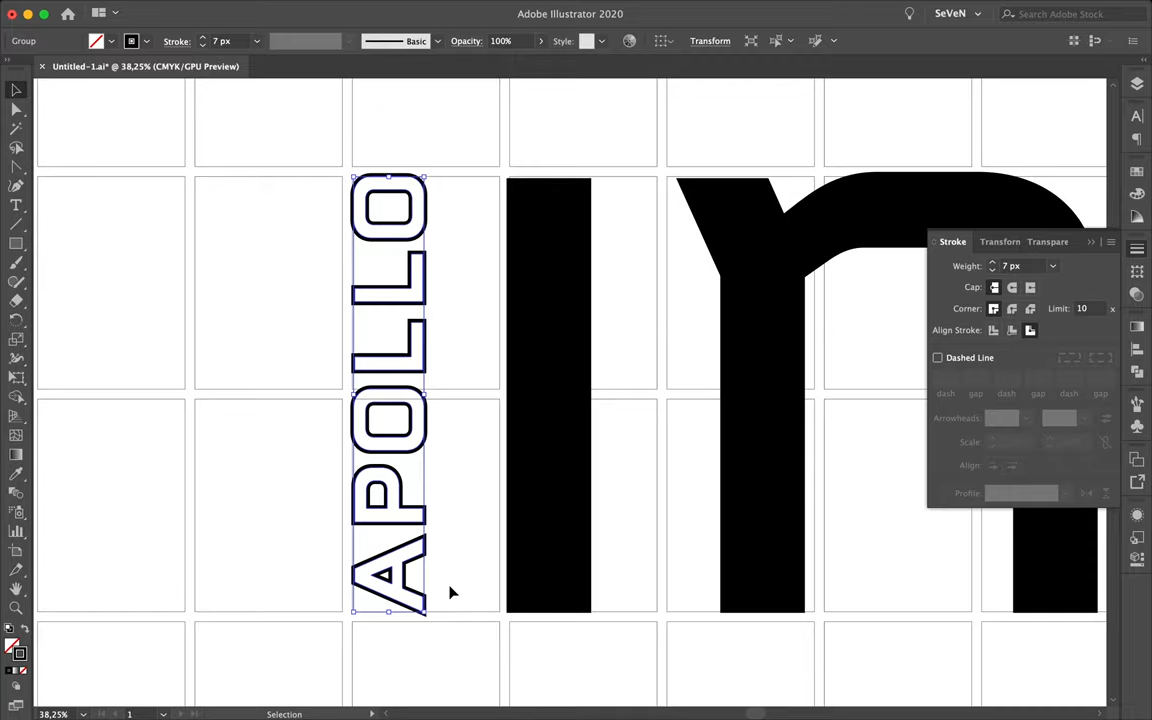 Adobe Illustrator 2020
SeVeN
Search Adobe Stock
Group
Stroke:
7 px
Basic
Opacity:
100%
Style:
Transform
Untitled-1.ai* @ 38,25% (CMYK/GPU Preview)
APOLLO
Stroke
Transform
Transpare
Weight:
7 px
Cap:
Corner:
Limit:
10
x
Align Stroke:
Dashed Line
dash
gap
dash
gap
dash
gap
Arrowheads:
Scale:
Align:
Profile:
38,25%
1
Selection